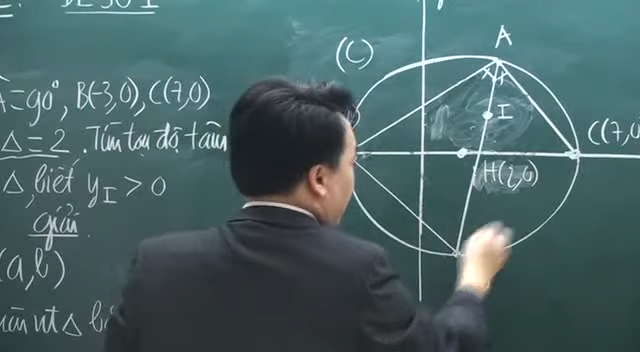 ĐỀ SỐ I
A=90°, B(-3,0), C(7,0)
Δ = 2. Tìm tọa độ tâm
Δ, biết y_I > 0
giải
(a,b)
Δ
(C)
A
I
C(7,0
H(2,0)